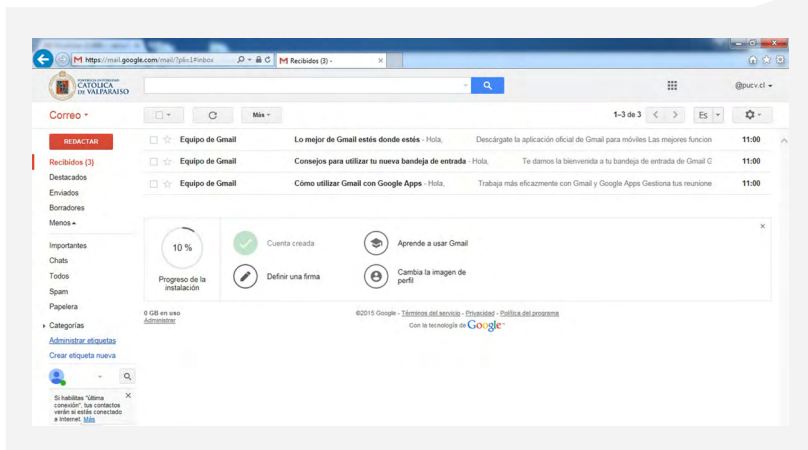 https://mail.google.com/mail/?pli=1#inbox
Recibidos (3) -
CATOLICA
DE VALPARAISO
@pucv.cl
Correo
Más
1–3 de 3
Es
REDACTAR
Equipo de Gmail Lo mejor de Gmail estés donde estés - Hola, Descárgate la aplicación oficial de Gmail para móviles Las mejores funcion 11:00
Recibidos (3)
Equipo de Gmail Consejos para utilizar tu nueva bandeja de entrada - Hola, Te damos la bienvenida a tu bandeja de entrada de Gmail G 11:00
Destacados
Equipo de Gmail Cómo utilizar Gmail con Google Apps - Hola, Trabaja más eficazmente con Gmail y Google Apps Gestiona tus reunione 11:00
Enviados
Borradores
Menos
Importantes
Chats
Todos
Spam
Papelera
Categorías
Administrar etiquetas
Crear etiqueta nueva
10 %
Progreso de la
instalación
Cuenta creada
Aprende a usar Gmail
Definir una firma
Cambia la imagen de
perfil
0 GB en uso
Administrar
©2015 Google - Términos del servicio - Privacidad - Política del programa
Con la tecnología de Google
Si habilitas "última
conexión", tus contactos
verán si estás conectado
a Internet. Más